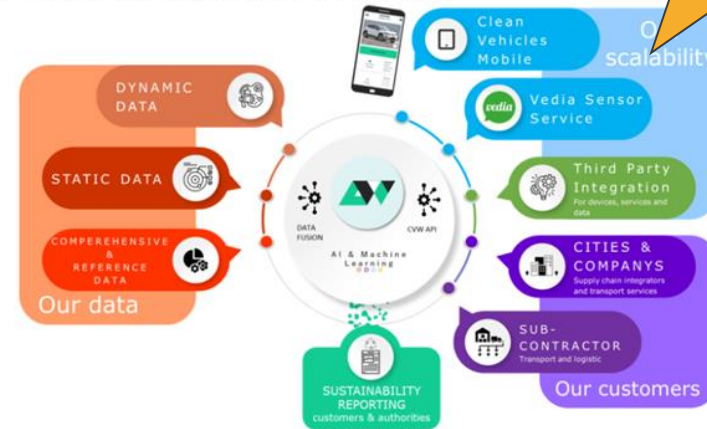 DYNAMIC
DATA
STATIC DATA
COMPEREHENSIVE
&
REFERENCE
DATA
Our data
DATA
FUSION
CVW API
AI & Machine
Learning
SUSTAINABILITY
REPORTING
customers & authorities
Clean
Vehicles
Mobile
scalability
vedia
Vedia Sensor
Service
Third Party
Integration
For devices, services and
data
CITIES &
COMPANYS
Supply chain integrators
and transport services
SUB-
CONTRACTOR
Transport and logistic
Our customers